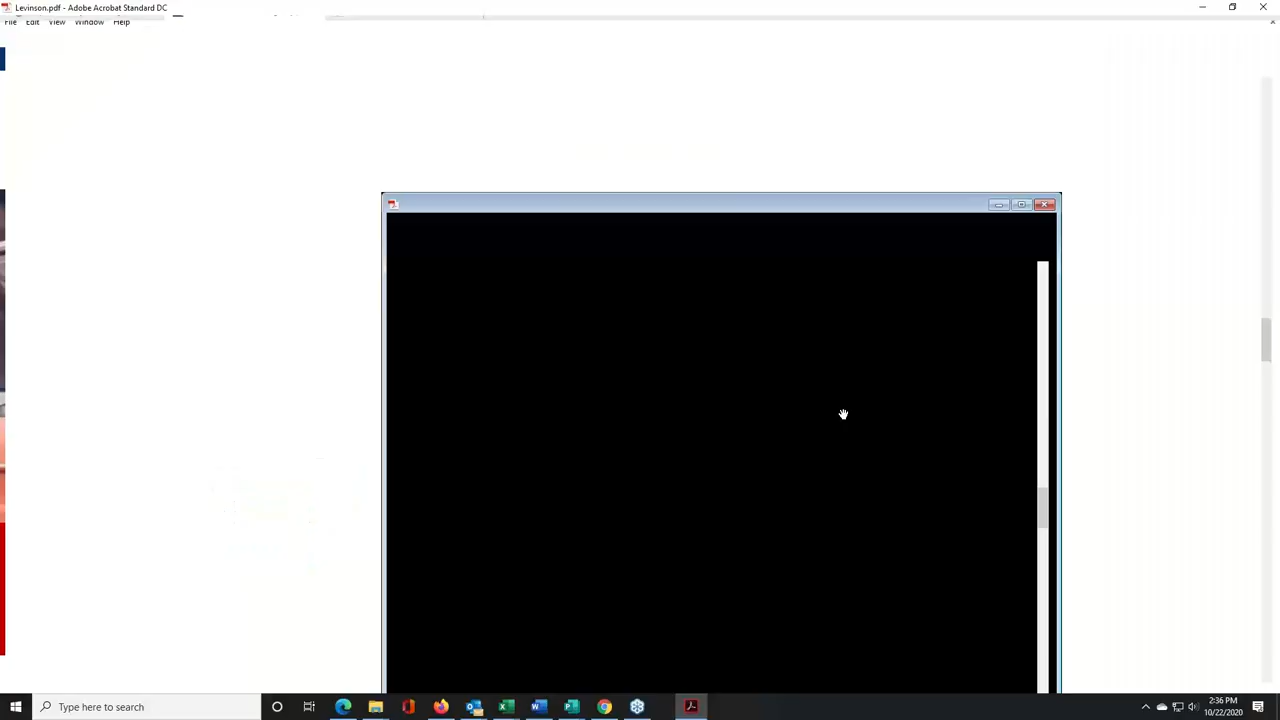 Levinson.pdf - Adobe Acrobat Standard DC
File Edit View Window Help
Type here to search
2:36 PM
10/22/2020